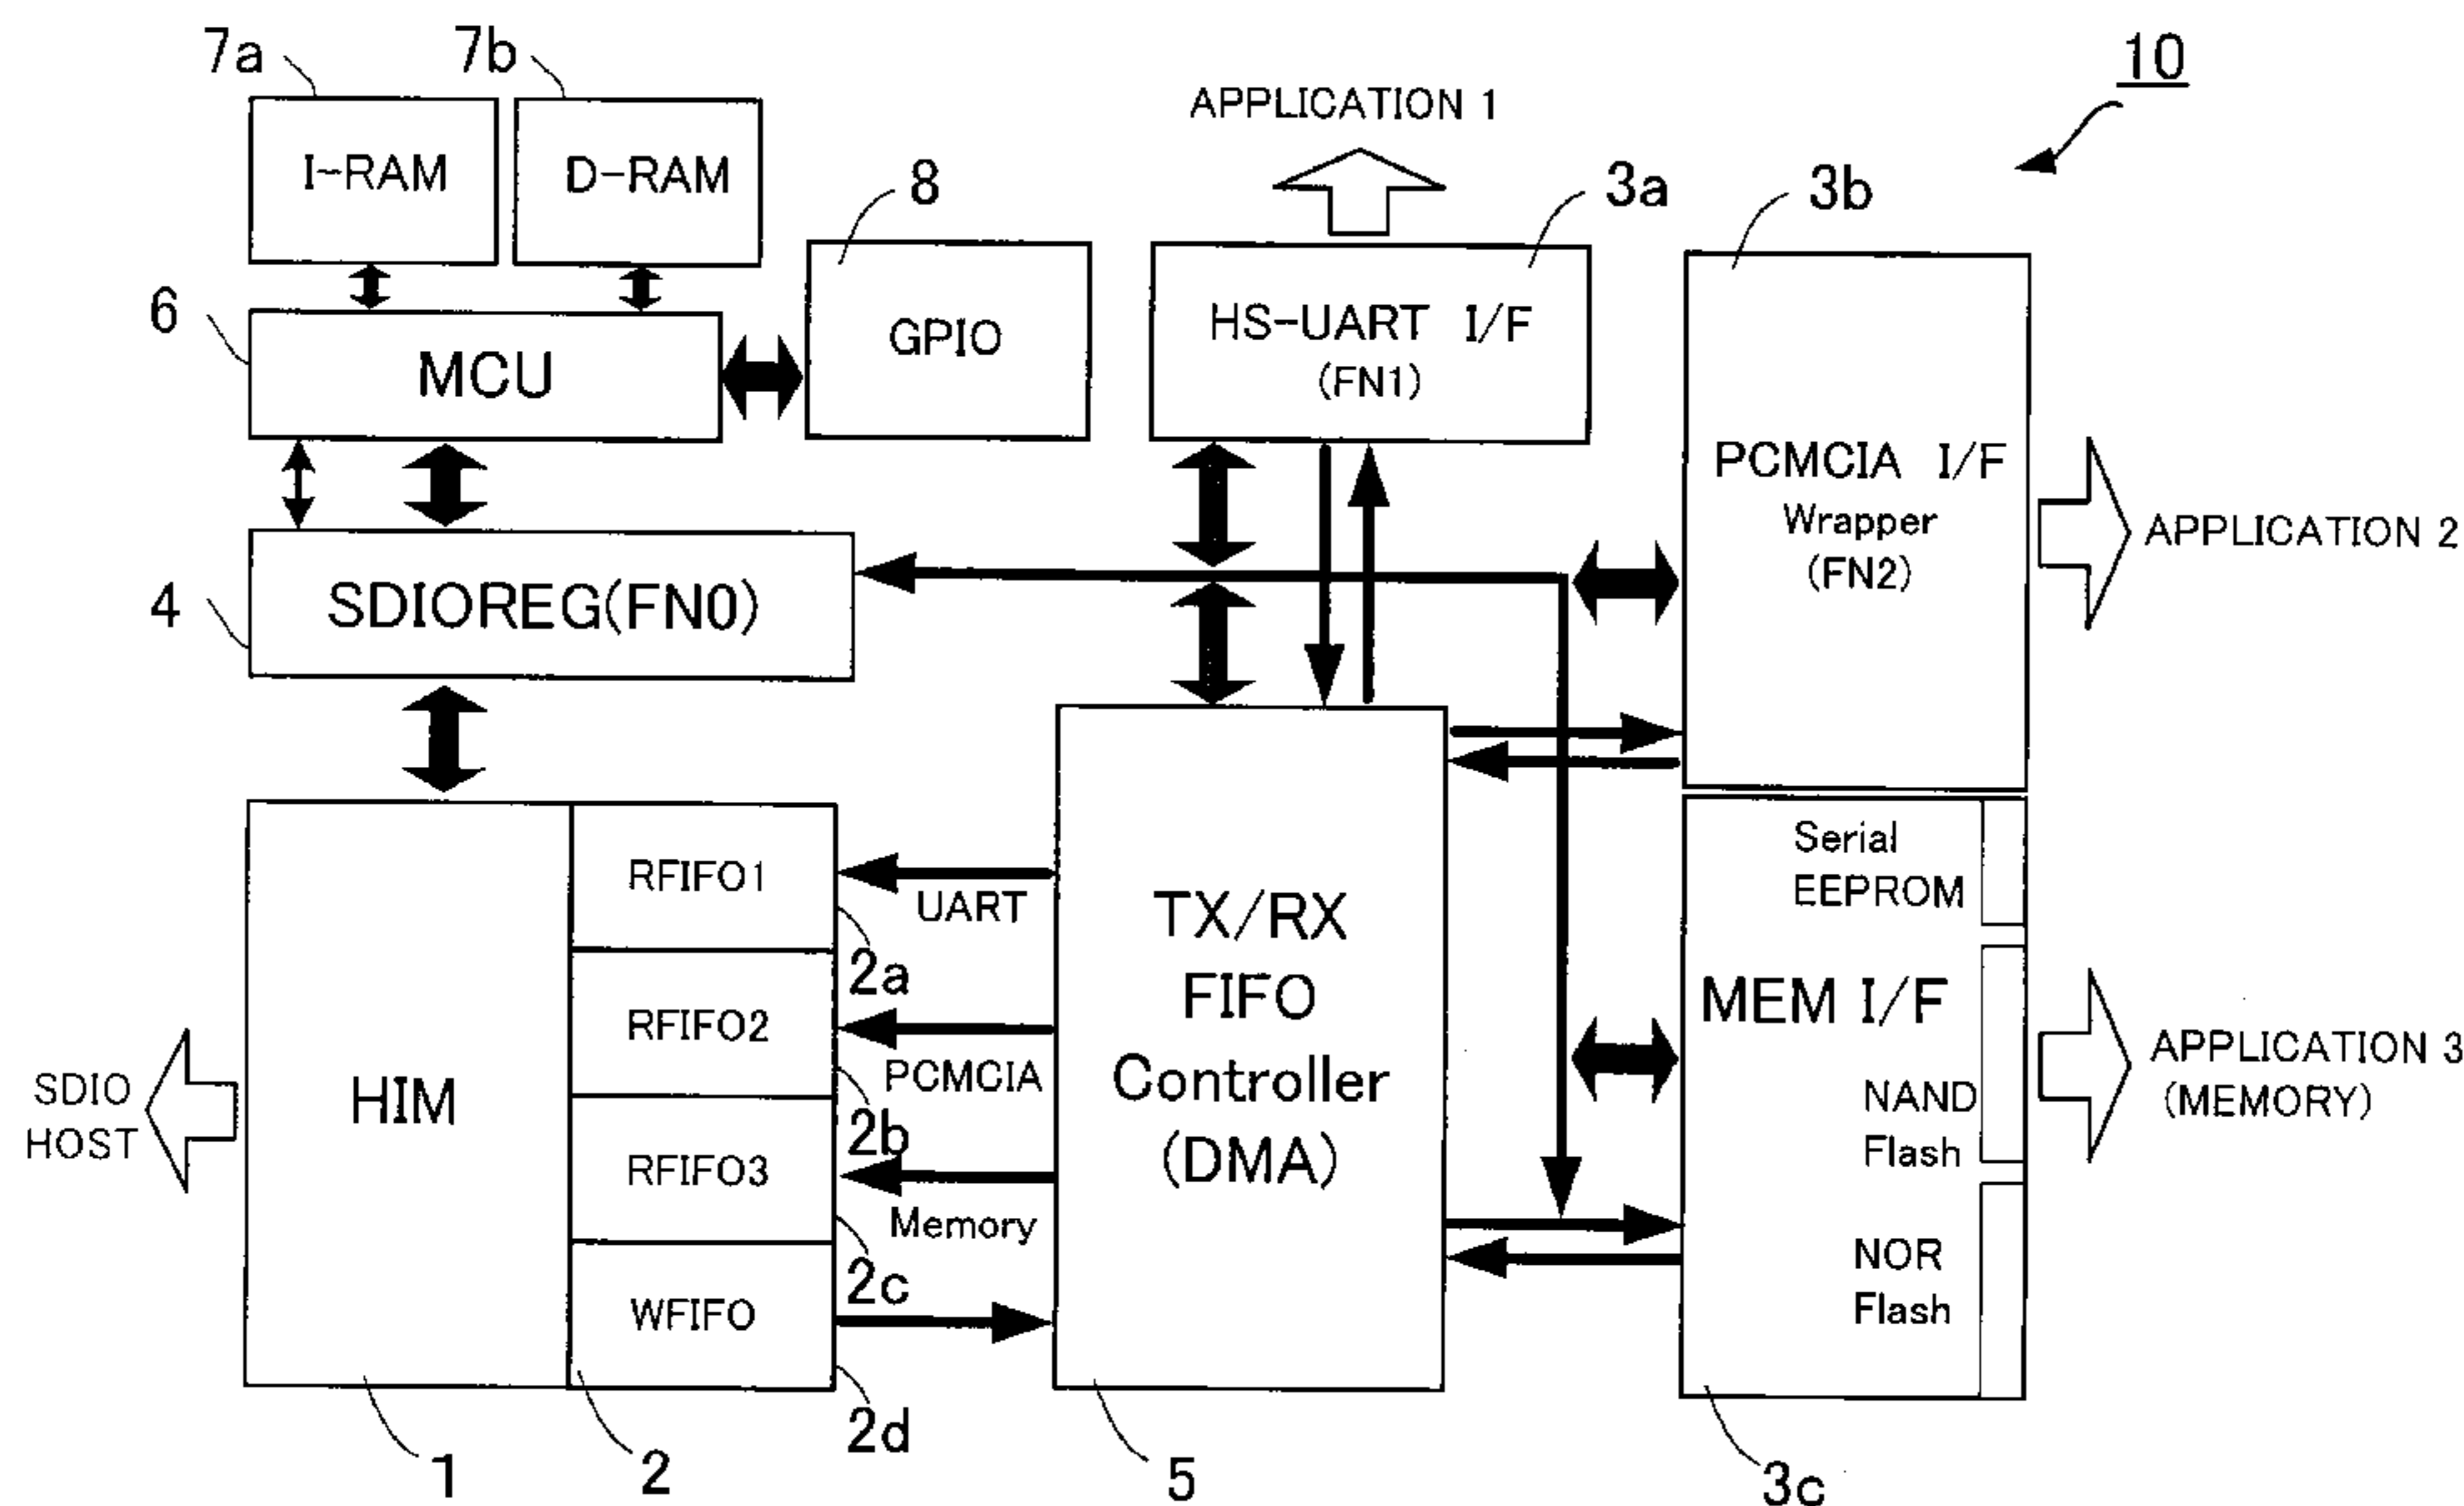 7a
7b
10
APPLICATION 1
I-RAM
D-RAM
8
3a
3b
6
MCU
GPIO
HS-UART I/F
(FN1)
PCMCIA I/F
Wrapper
(FN2)
APPLICATION 2
4
SDIOREG(FN0)
Serial
EEPROM
RFIFO1
UART
2a
TX/RX
FIFO
Controller
(DMA)
MEM I/F
RFIFO2
PCMCIA
2b
SDIO
HOST
HIM
NAND
Flash
APPLICATION 3
(MEMORY)
RFIFO3
Memory
2c
NOR
Flash
WFIFO
2d
1
2
5
3c